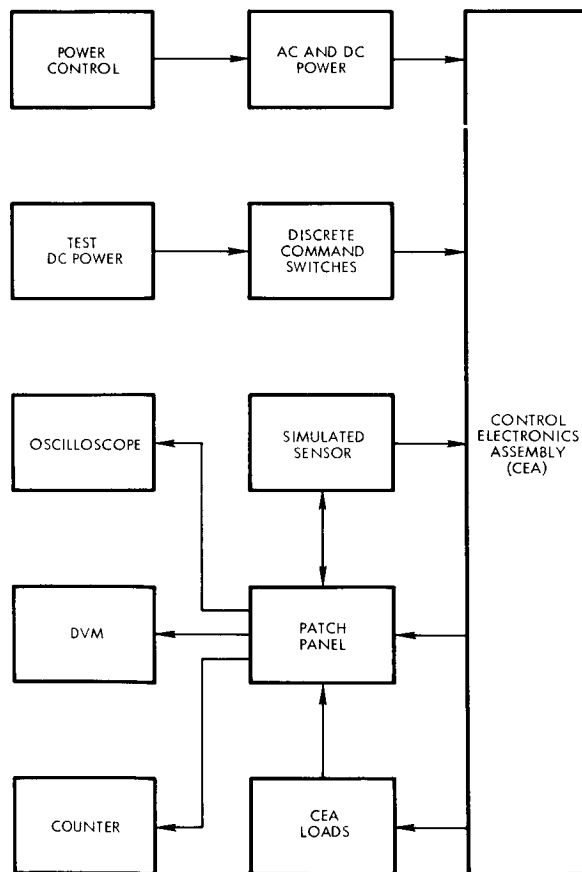 POWER
CONTROL
AC AND DC
POWER
TEST
DC POWER
DISCRETE
COMMAND
SWITCHES
OSCILLOSCOPE
SIMULATED
SENSOR
CONTROL
ELECTRONICS
ASSEMBLY
(CEA)
DVM
PATCH
PANEL
COUNTER
CEA
LOADS